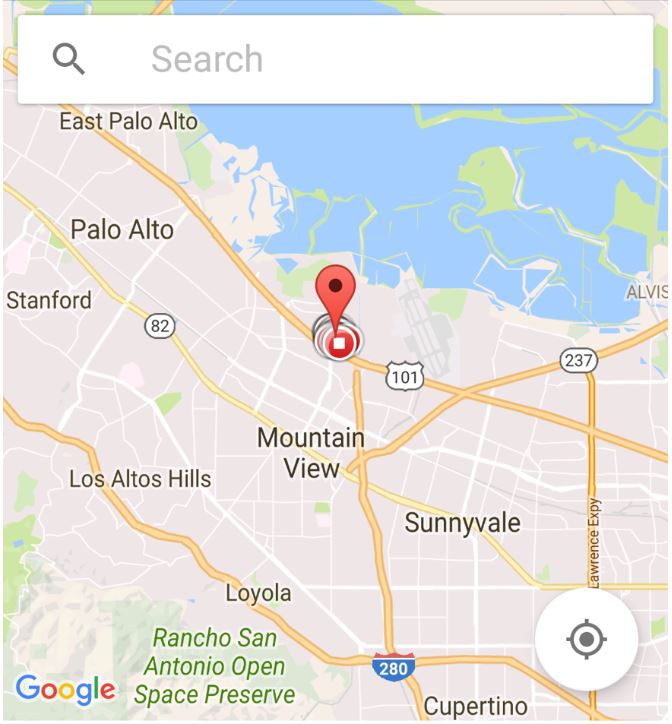 Search
East Palo Alto
Palo Alto
Stanford
ALVIS
82
237
101
Mountain
View
Los Altos Hills
Sunnyvale
Lawrence Expy
Loyola
Rancho San
Antonio Open
Space Preserve
280
Google
Cupertino